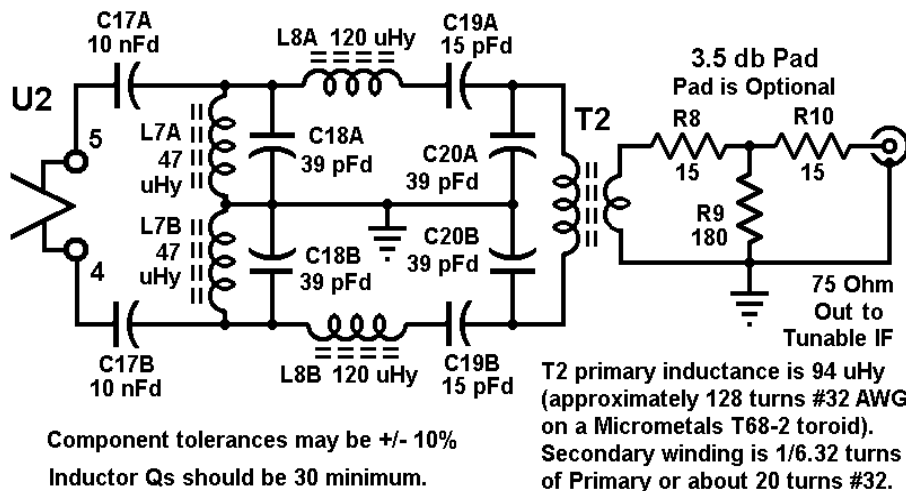 C17A
10 nFd
L8A 120 uHy
C19A
15 pFd
3.5 db Pad
Pad is Optional
U2
5
L7A
47
uHy
C18A
39 pFd
C20A
39 pFd
T2
R8
15
R10
15
R9
180
4
L7B
47
uHy
C18B
39 pFd
C20B
39 pFd
75 Ohm
Out to
Tunable IF
C17B
10 nFd
L8B 120 uHy
C19B
15 pFd
T2 primary inductance is 94 uHy
(approximately 128 turns #32 AWG
on a Micrometals T68-2 toroid).
Secondary winding is 1/6.32 turns
of Primary or about 20 turns #32.
Component tolerances may be +/- 10%
Inductor Qs should be 30 minimum.